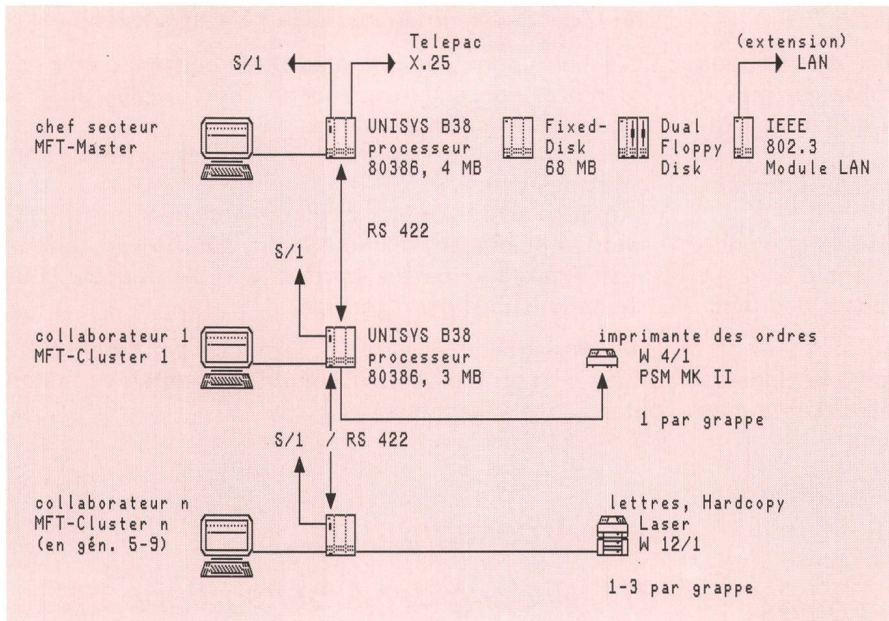 Telepac
X.25
S/1
(extension)
LAN
chef secteur
MFT-Master
UNISYS B38
processeur
80386, 4 MB
Fixed-
Disk
68 MB
Dual
Floppy
Disk
IEEE
802.3
Module LAN
RS 422
S/1
collaborateur 1
MFT-Cluster 1
UNISYS B38
processeur
80386, 3 MB
imprimante des ordres
W 4/1
PSM MK II
1 par grappe
S/1 / RS 422
collaborateur n
MFT-Cluster n
(en gén. 5-9)
lettres, Hardcopy
Laser
W 12/1
1-3 par grappe